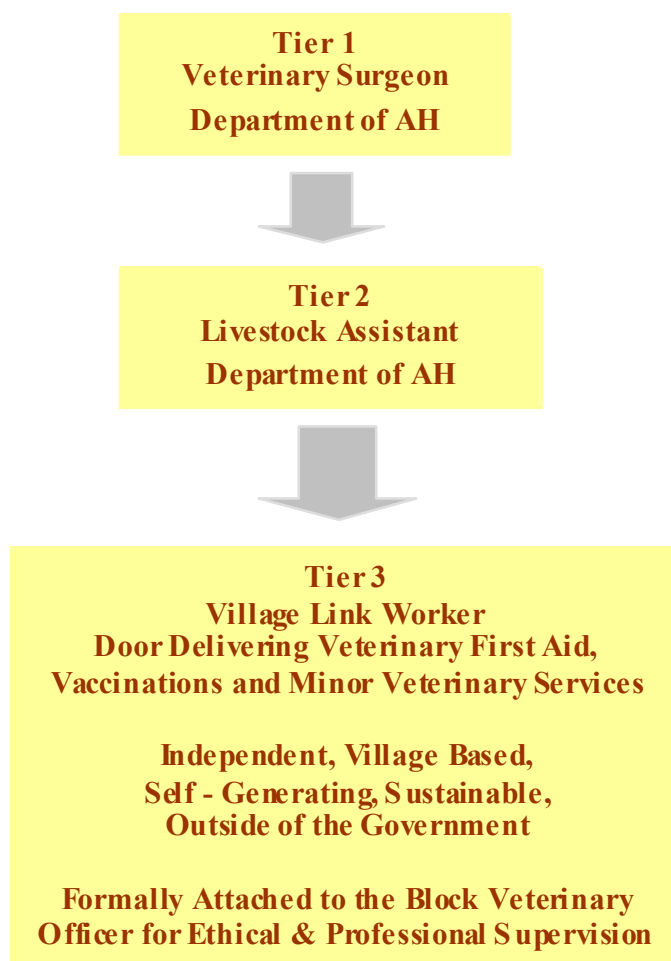 Tier 1
Veterinary Surgeon
Department of AH
Tier 2
Livestock Assistant
Department of AH
Tier 3
Village Link Worker
Door Delivering Veterinary First Aid,
Vaccinations and Minor Veterinary Services
Independent, Village Based,
Self - Generating, Sustainable,
Outside of the Government
Formally Attached to the Block Veterinary
Officer for Ethical & Professional Supervision